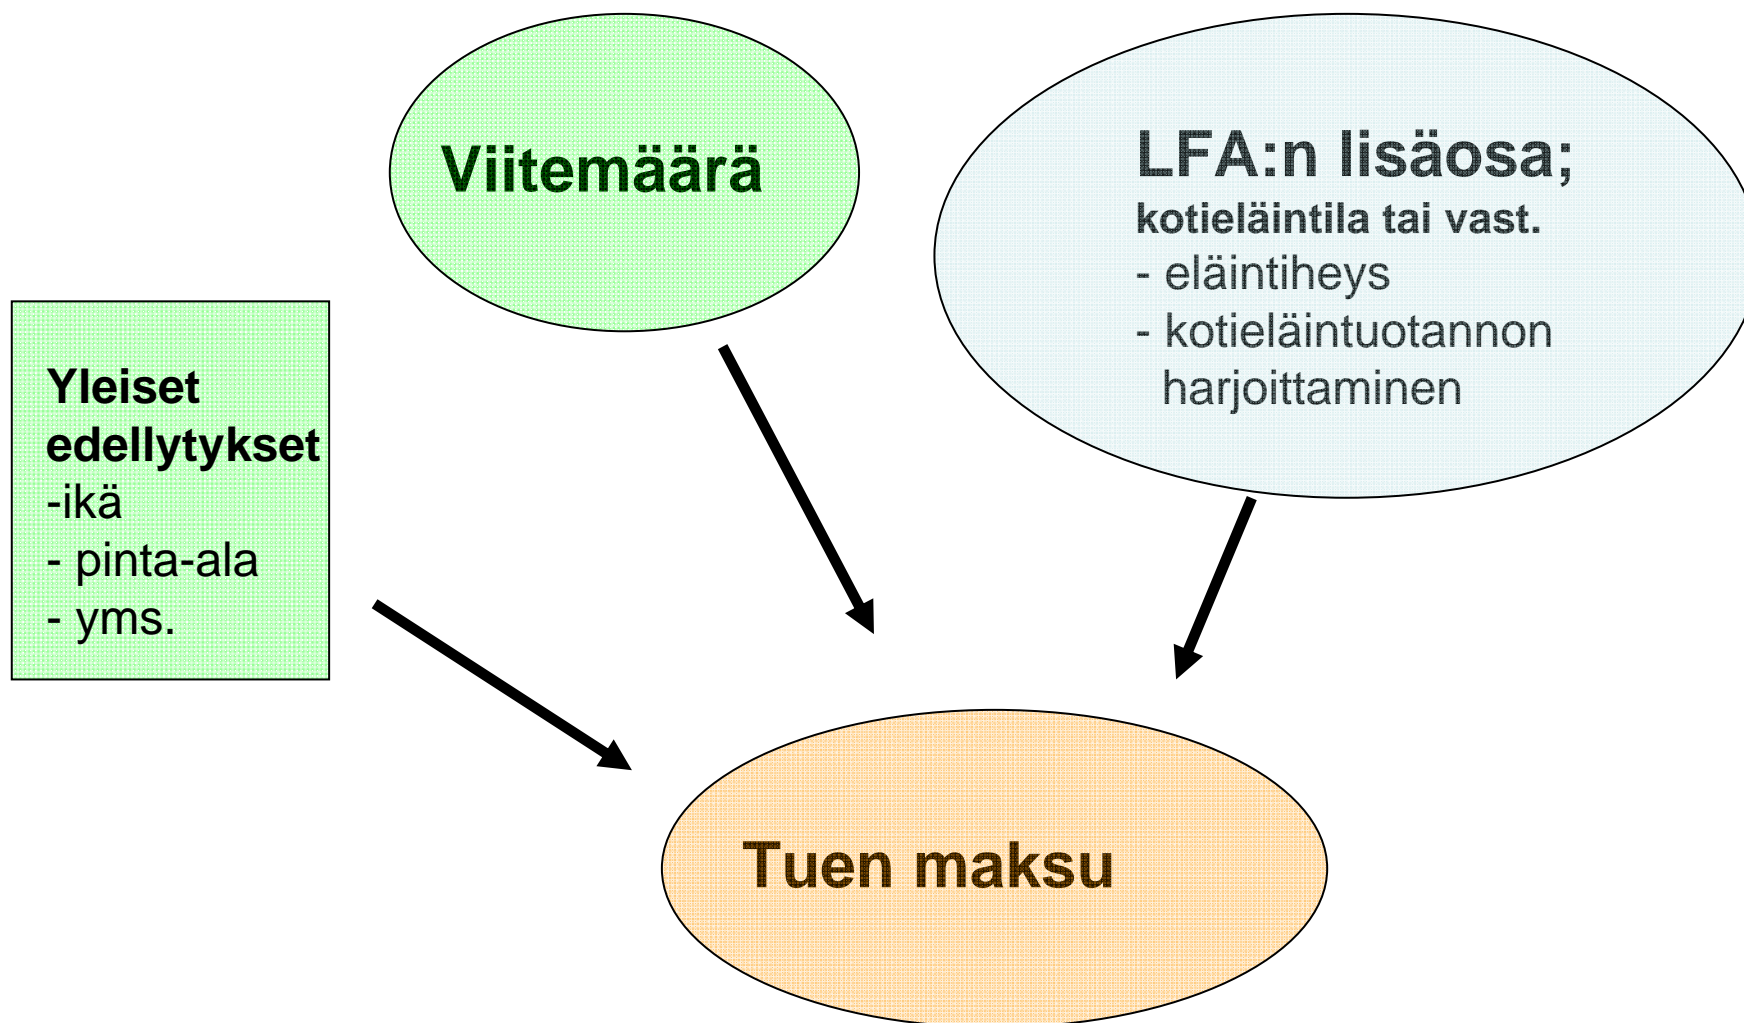 Viitemäärä
LFA:n lisäosa;
kotieläintila tai vast.
- eläintiheys
- kotieläintuotannon
harjoittaminen
Yleiset
edellytykset
-ikä
- pinta-ala
- yms.
Tuen maksu